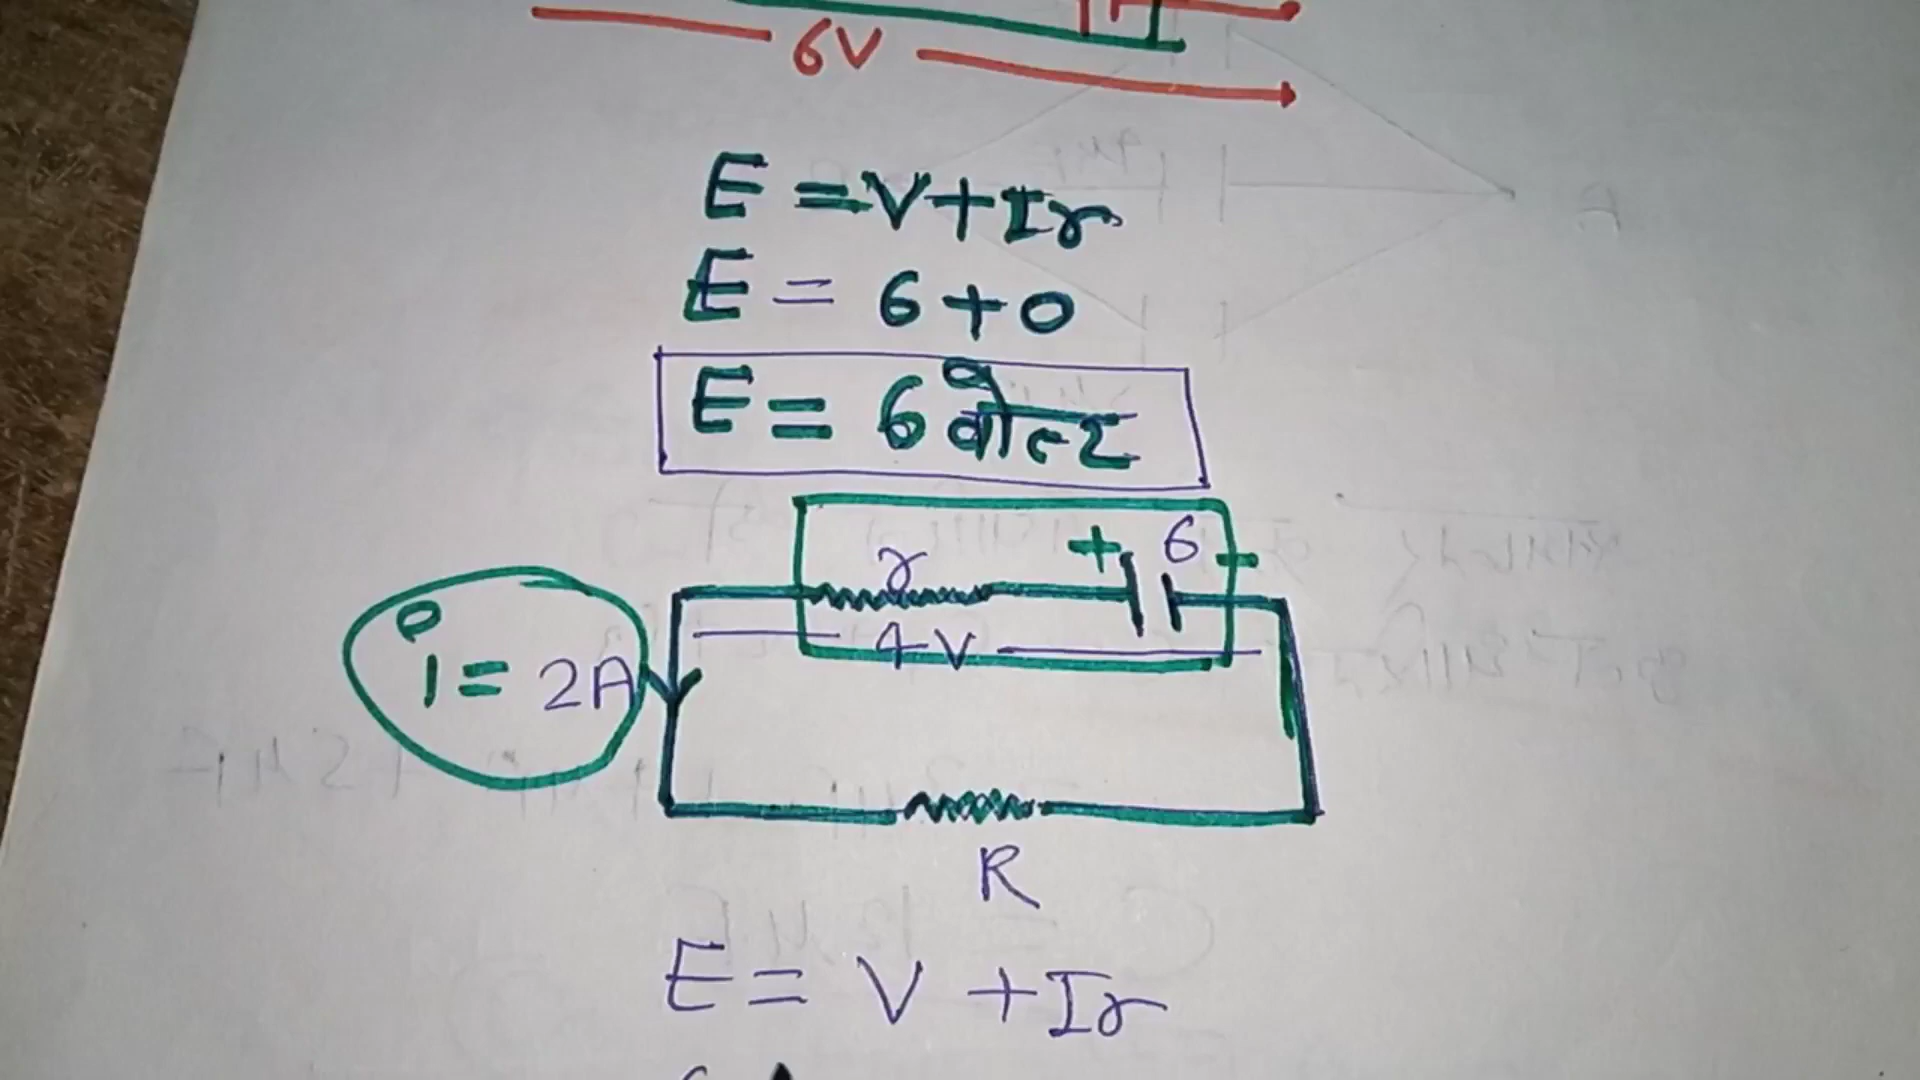 6V
E = V + Ir
E = 6 + 0
E = 6 वोल्ट
r + 6 -
4V
i = 2A
R
E = V + Ir